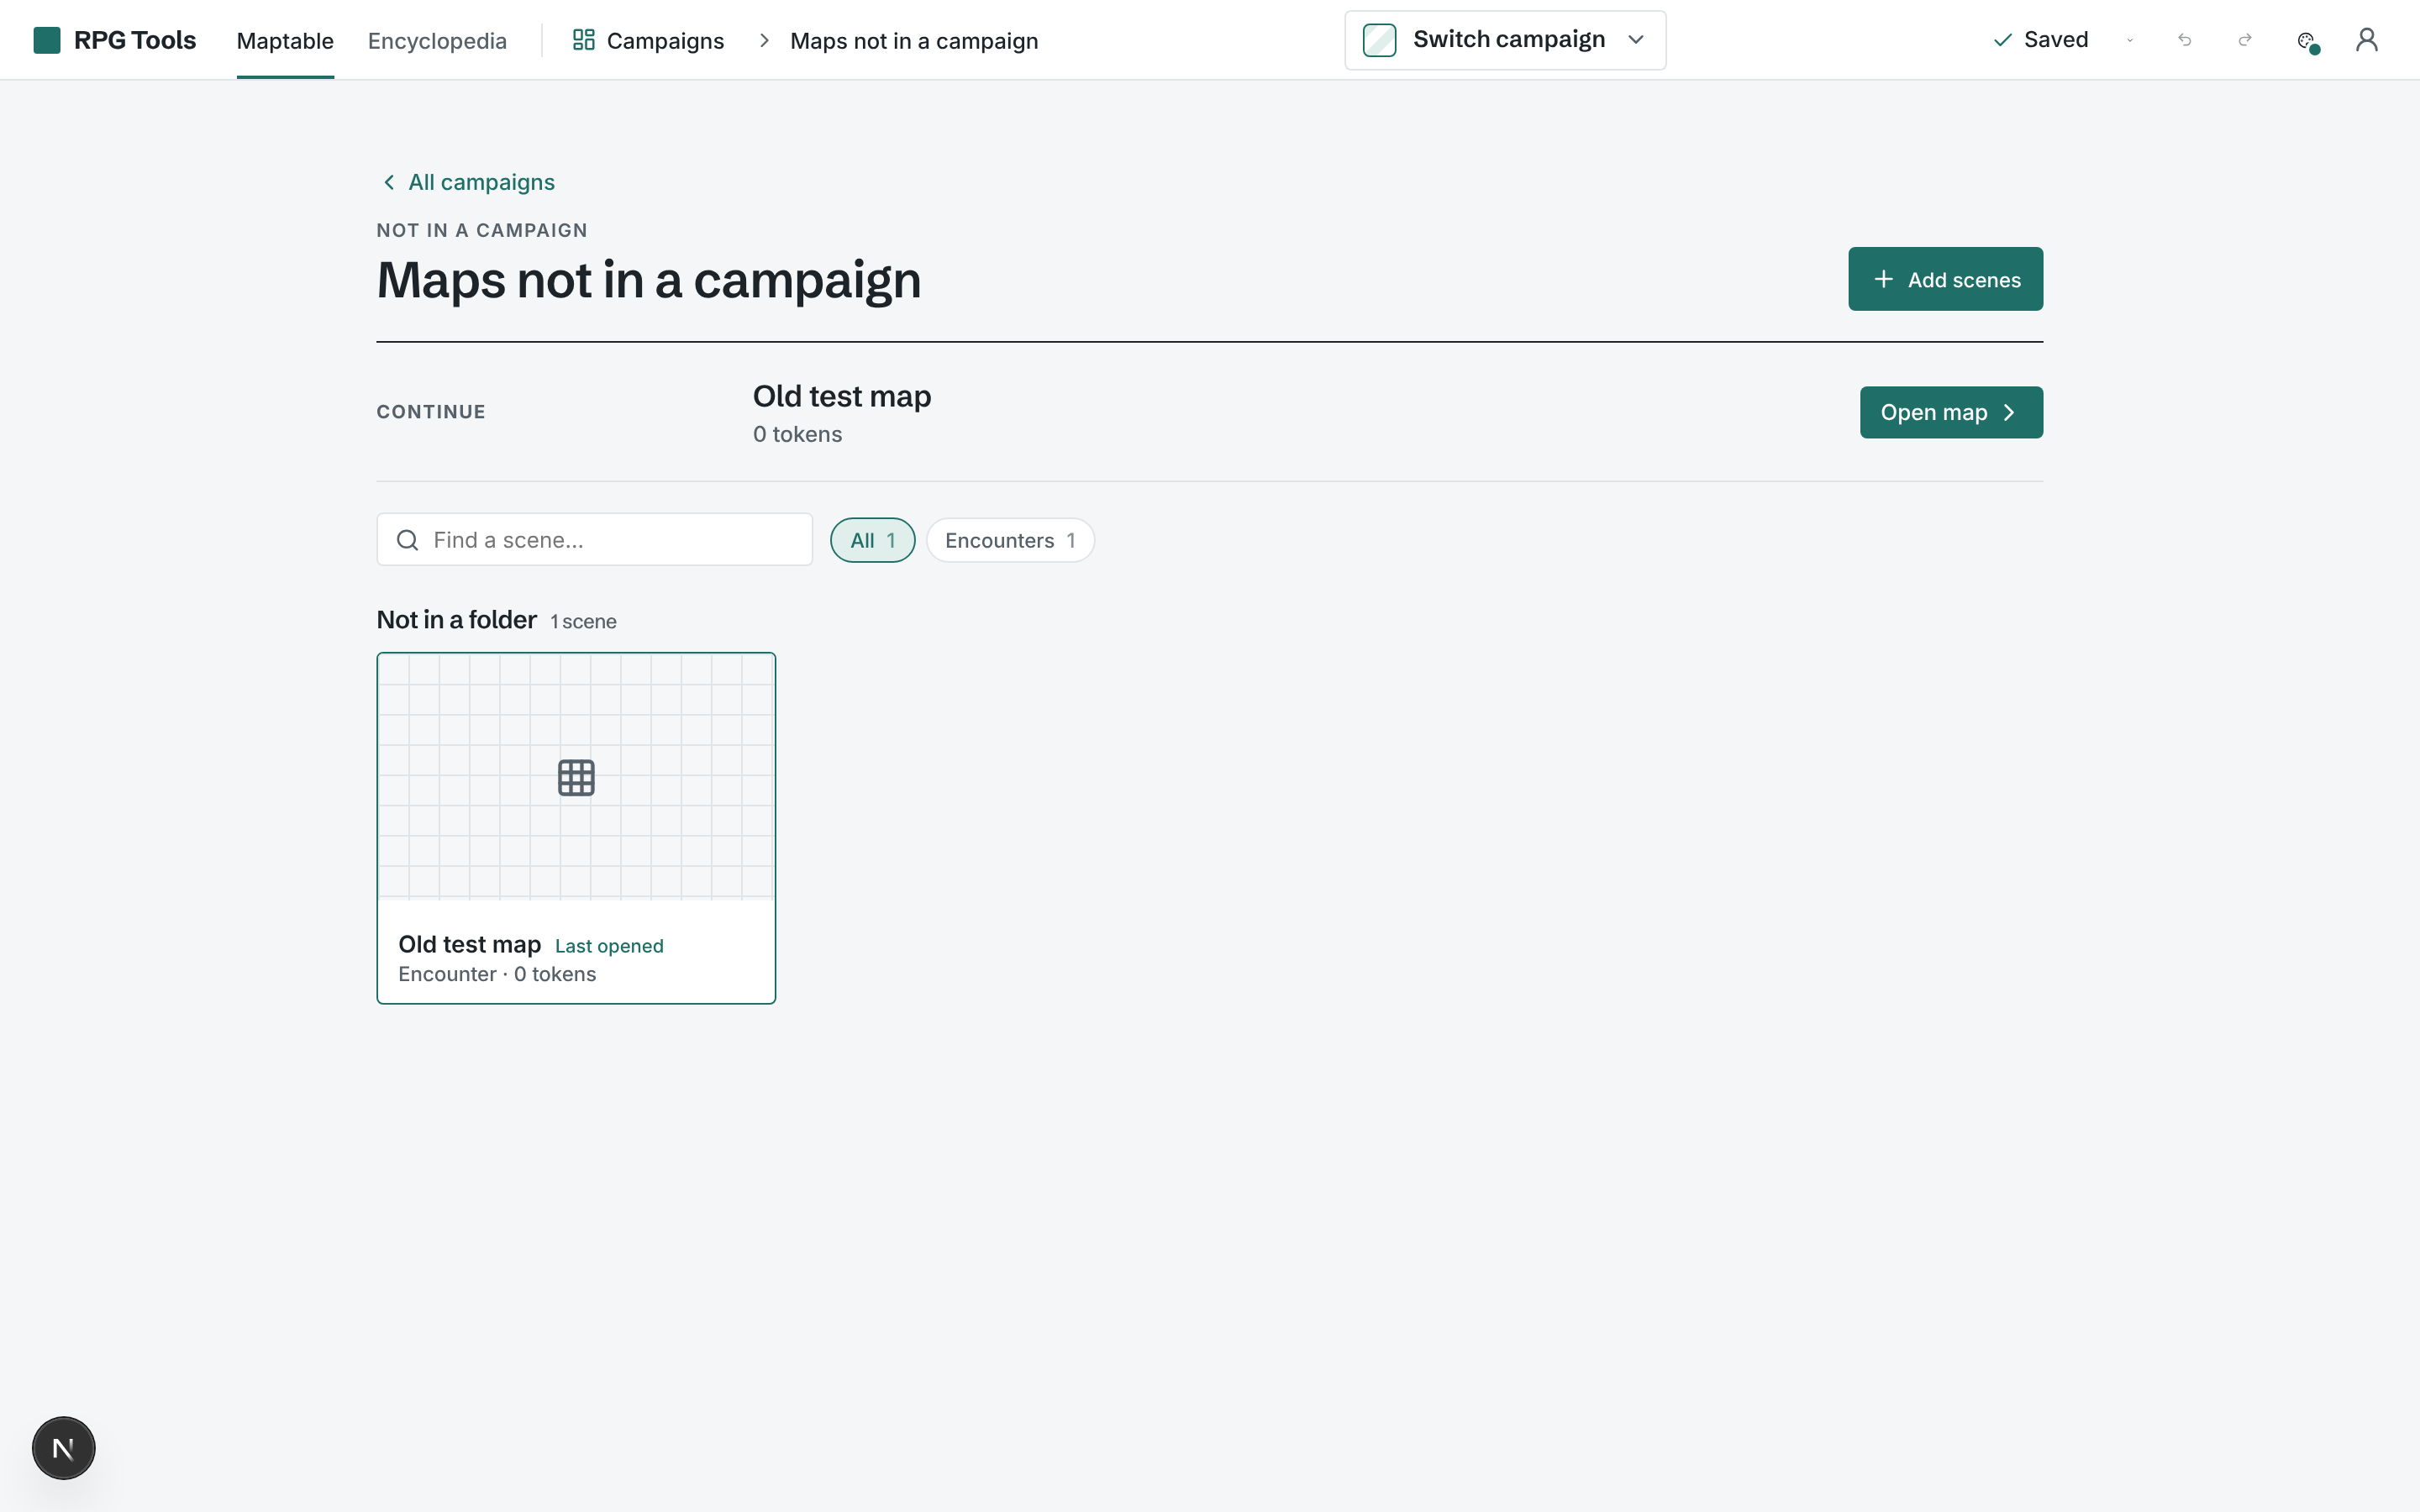 RPG Tools Maptable Encyclopedia Campaigns Maps not in a campaign Switch campaign Saved
All campaigns
NOT IN A CAMPAIGN
Maps not in a campaign
Add scenes
CONTINUE
Old test map
0 tokens
Open map
Find a scene...
All 1
Encounters 1
Not in a folder 1 scene
Old test map Last opened
Encounter · 0 tokens
N